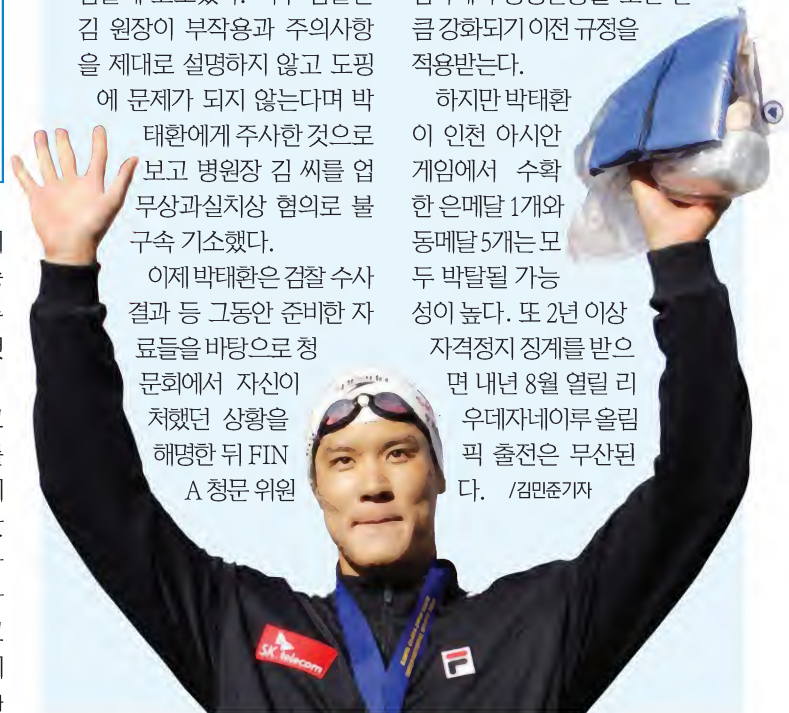 김 원장이 부작용과 주의사항
을 제대로 설명하지 않고 도핑
에 문제가 되지 않는다며 박
태환에게 주사한 것으로
보고 병원장 김 씨를 업
무상과실치상 혐의로 불
구속 기소했다.
이제 박태환은 검찰 수사
결과 등 그동안 준비한 자
료들을 바탕으로 청
문회에서 자신이
처했던 상황을
해명한 뒤 FIN
A 청문 위원
큼 강화되기 이전 규정을
적용받는다.
하지만 박태환
이 인천 아시안
게임에서 수확
한 은메달 1개와
동메달 5개는 모
두 박탈될 가능
성이 높다. 또 2년 이상
자격정지 징계를 받으
면 내년 8월 열릴 리
우데자네이루 올림
픽 출전은 무산된
다. /김민준기자
SK telecom